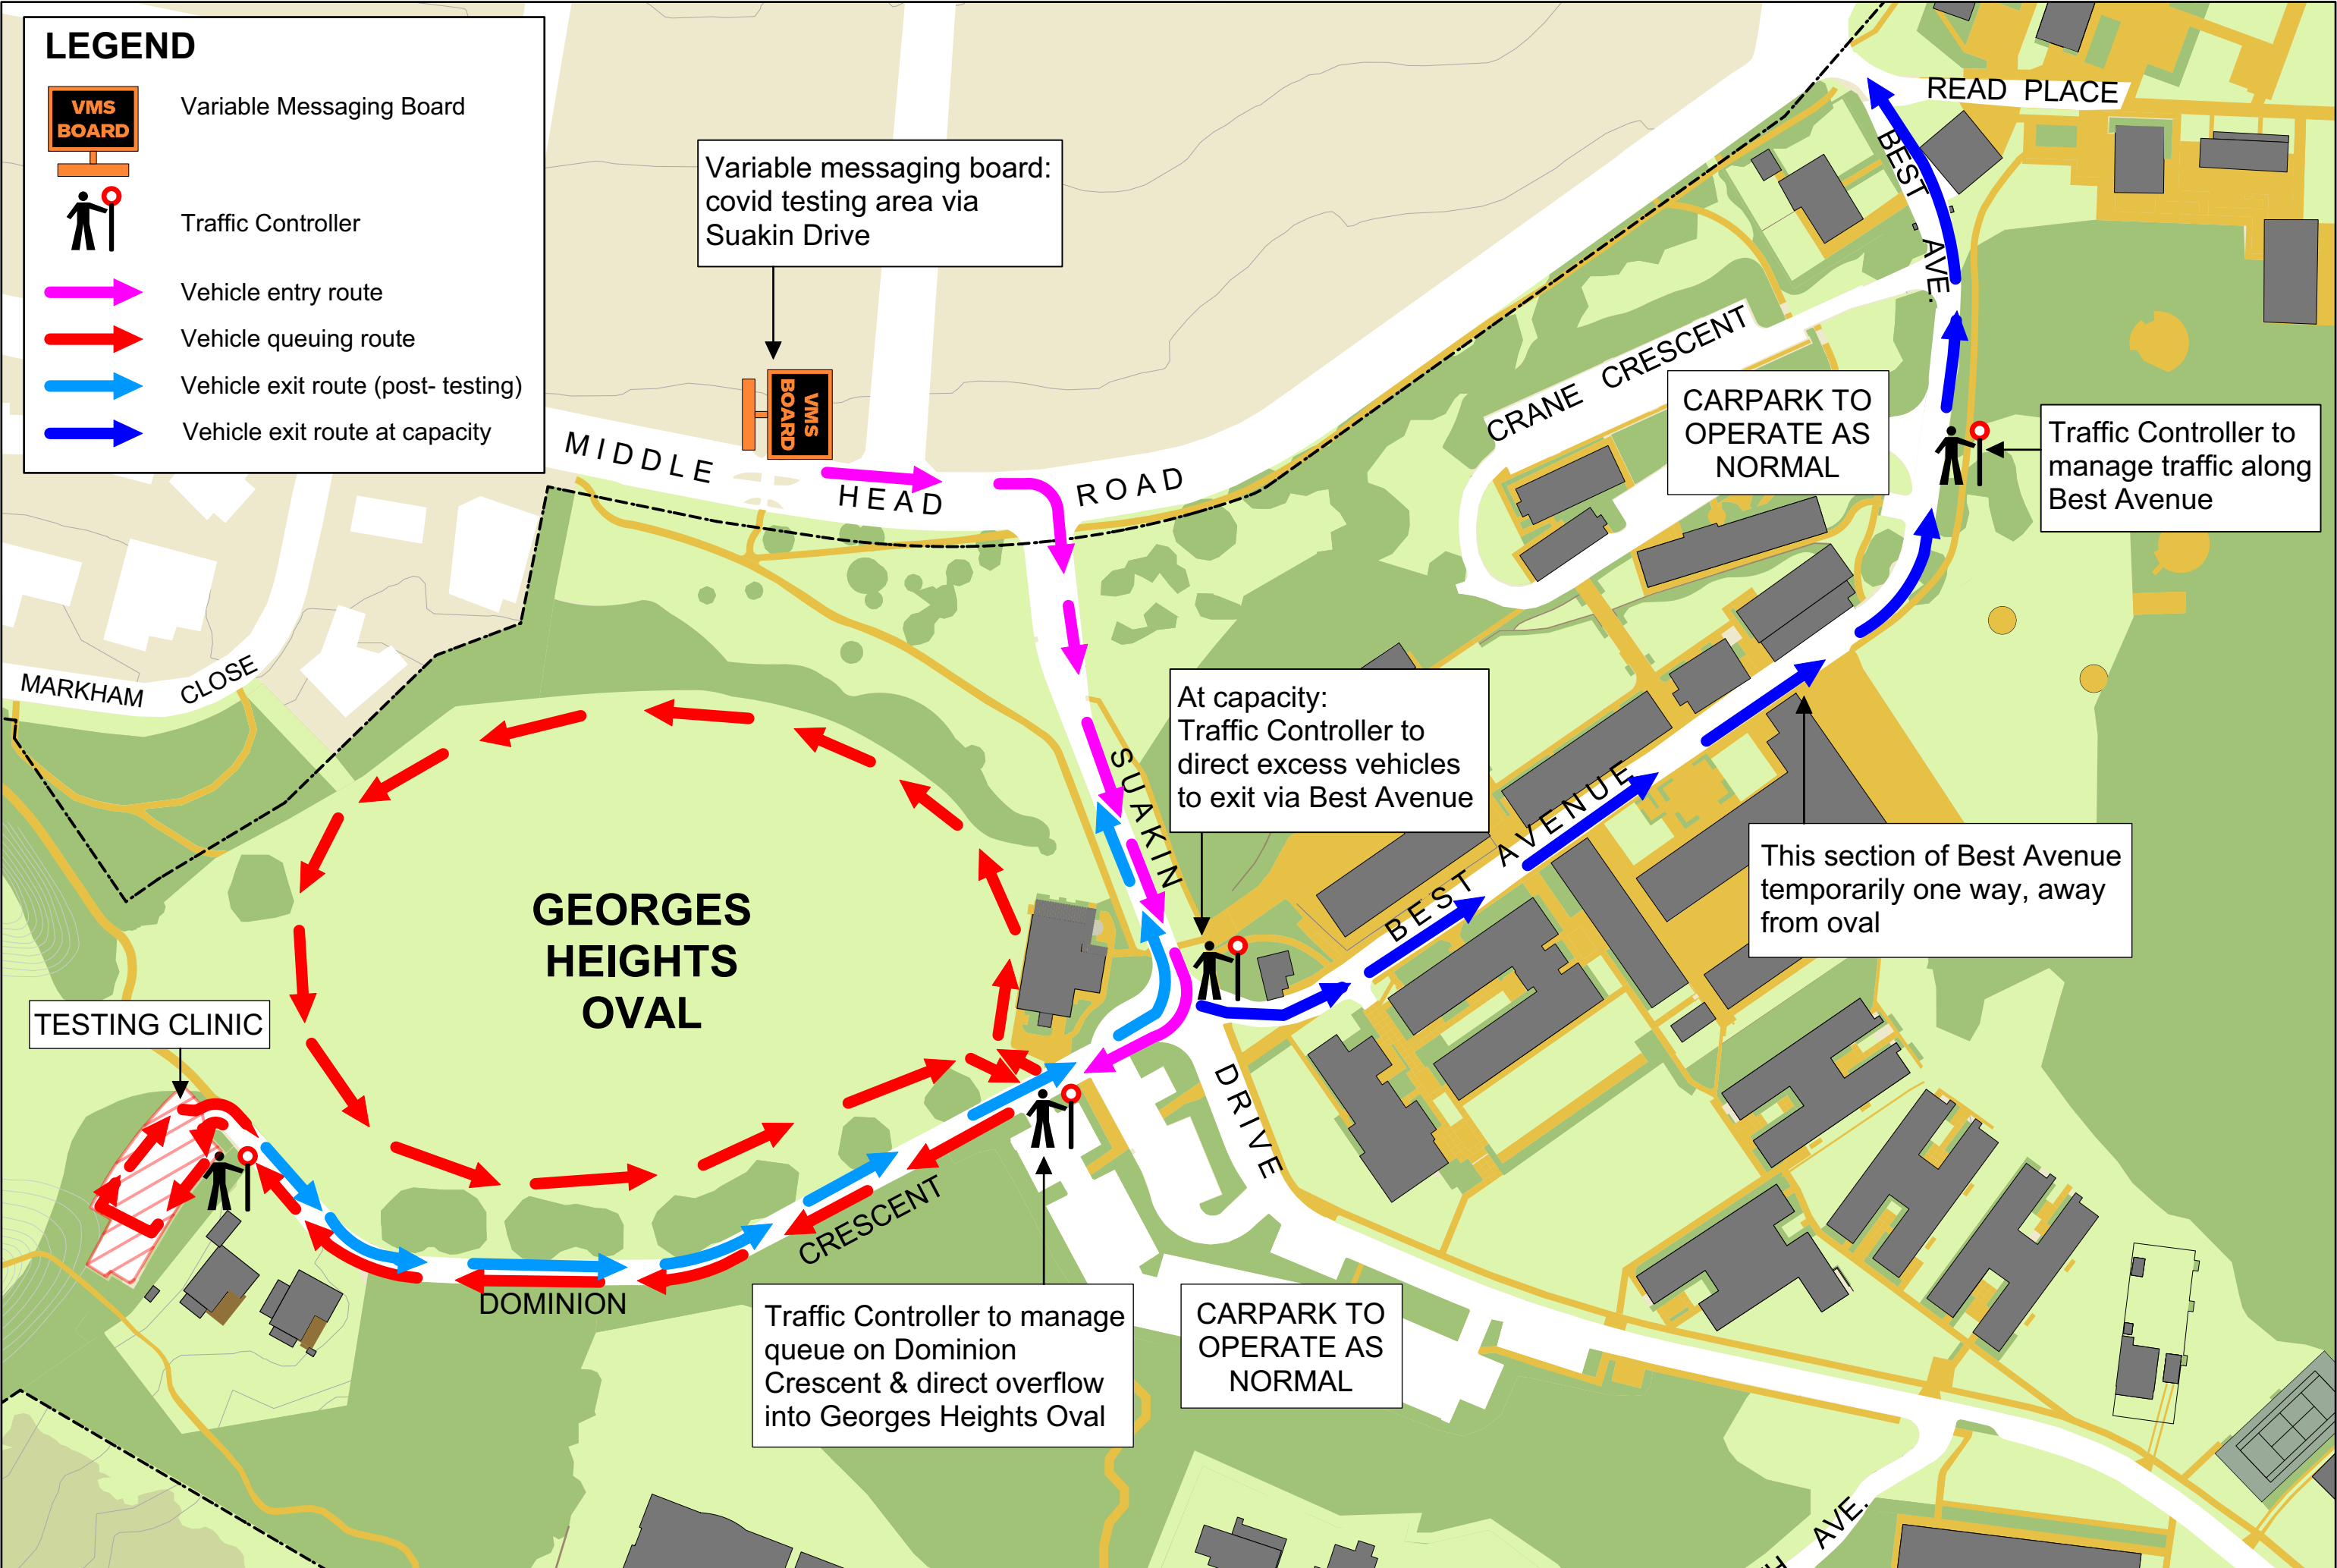 LEGEND
VMS
BOARD
Variable Messaging Board
Traffic Controller
Vehicle entry route
Vehicle queuing route
Vehicle exit route (post- testing)
Vehicle exit route at capacity
Variable messaging board:
covid testing area via
Suakin Drive
VMS
BOARD
MIDDLE HEAD ROAD
READ PLACE
BEST AVE.
CRANE CRESCENT
CARPARK TO
OPERATE AS
NORMAL
Traffic Controller to
manage traffic along
Best Avenue
MARKHAM CLOSE
At capacity:
Traffic Controller to
direct excess vehicles
to exit via Best Avenue
SUAKIN DRIVE
BEST AVENUE
This section of Best Avenue
temporarily one way, away
from oval
GEORGES
HEIGHTS
OVAL
TESTING CLINIC
DOMINION CRESCENT
Traffic Controller to manage
queue on Dominion
Crescent & direct overflow
into Georges Heights Oval
CARPARK TO
OPERATE AS
NORMAL
AVE.